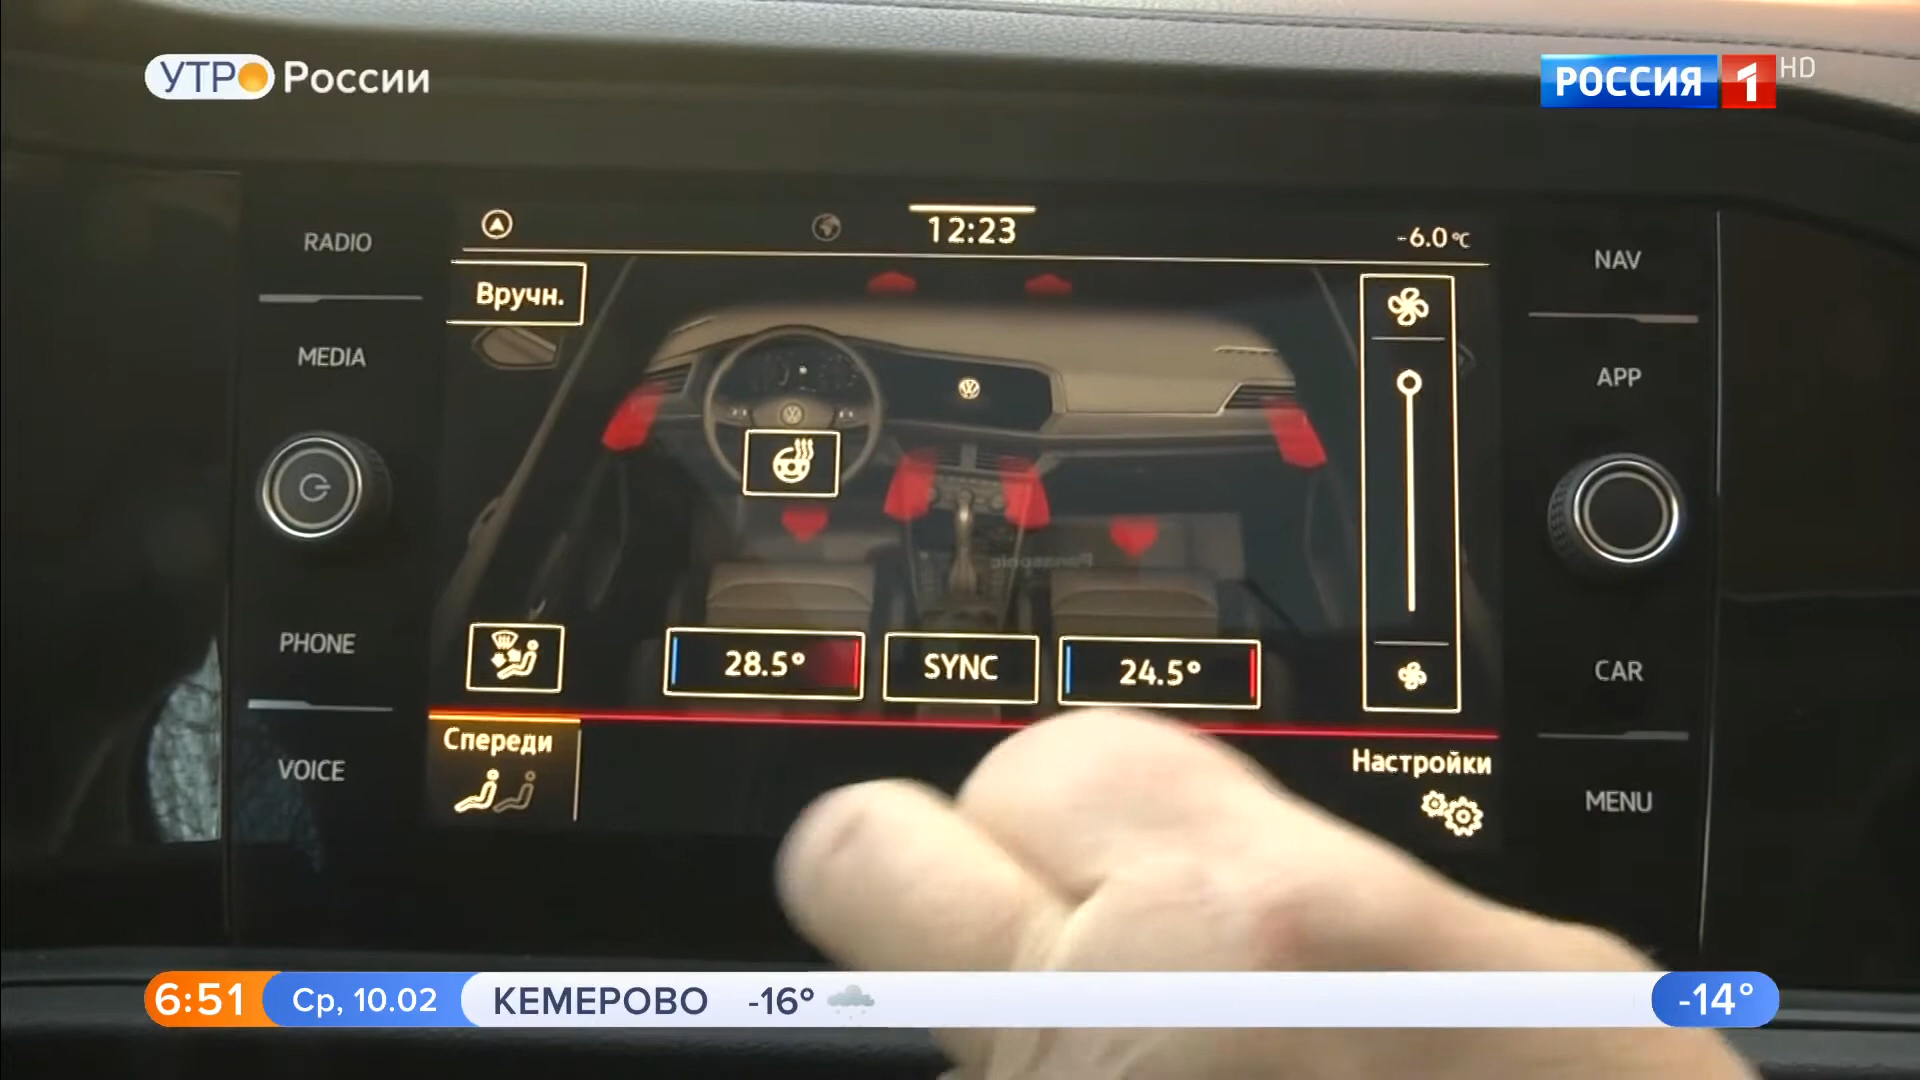 УТРО России
РОССИЯ 1 HD
RADIO
MEDIA
PHONE
VOICE
12:23
-6.0 °C
Вручн.
28.5°
SYNC
24.5°
Спереди
Настройки
NAV
APP
CAR
MENU
Panasonic
6:51 Ср, 10.02 КЕМЕРОВО -16° -14°